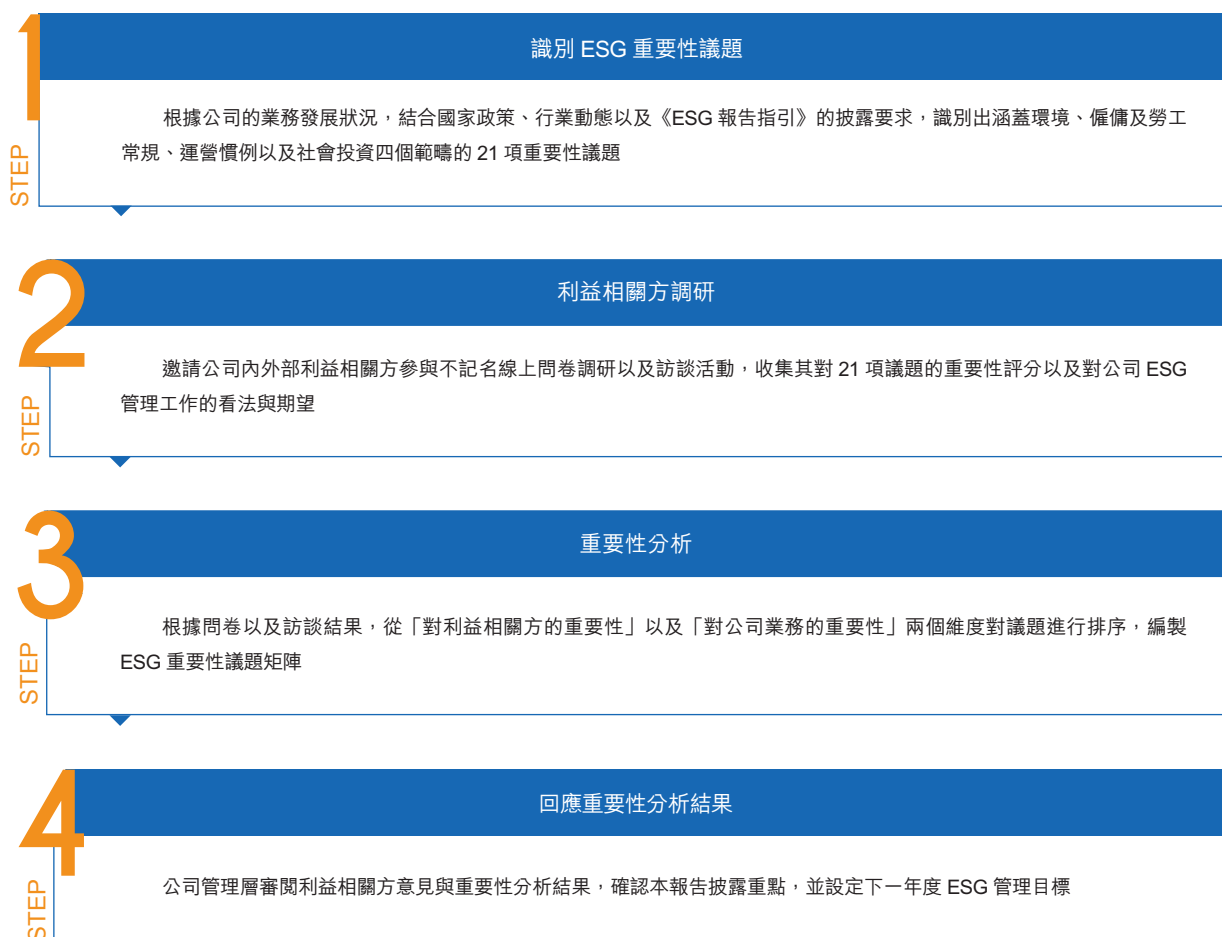 1
STEP
識別 ESG 重要性議題
根據公司的業務發展狀況，結合國家政策、行業動態以及《ESG 報告指引》的披露要求，識別出涵蓋環境、僱傭及勞工
常規、運營慣例以及社會投資四個範疇的 21 項重要性議題
2
STEP
利益相關方調研
邀請公司內外部利益相關方參與不記名線上問卷調研以及訪談活動，收集其對 21 項議題的重要性評分以及對公司 ESG
管理工作的看法與期望
3
STEP
重要性分析
根據問卷以及訪談結果，從「對利益相關方的重要性」以及「對公司業務的重要性」兩個維度對議題進行排序，編製
ESG 重要性議題矩陣
4
STEP
回應重要性分析結果
公司管理層審閱利益相關方意見與重要性分析結果，確認本報告披露重點，並設定下一年度 ESG 管理目標